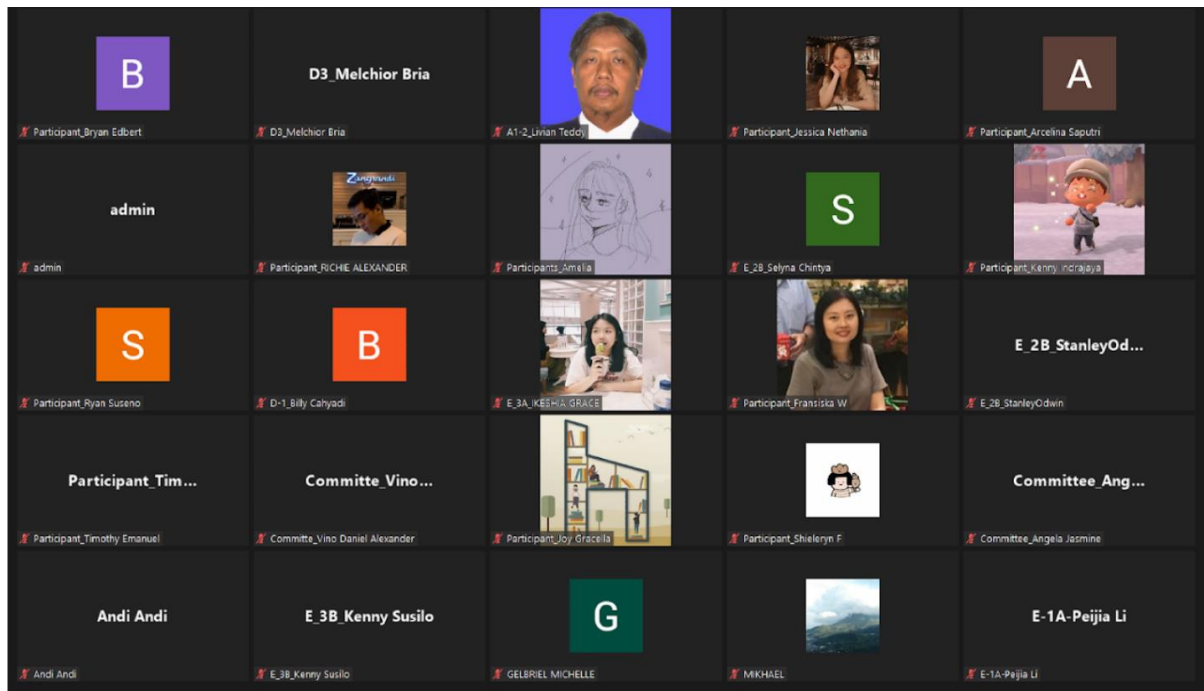 B
Participant_Bryan Edbert
D3_Melchior Bria
D3_Melchior Bria
A1-2_Livian Teddy
Participant_Jessica Nethania
A
Participant_Arcelina Saputri
admin
admin
Zangrandi
Participant_RICHIE ALEXANDER
Participants_Amelia
S
E_2B_Selyna Chintya
Participant_Kenny Indrajaya
S
Participant_Ryan Suseno
B
D-1_Billy Cahyadi
E_3A_IKESHIA GRACE
Participant_Fransiska W
E_2B_StanleyOd...
E_2B_StanleyOdwin
Participant_Tim...
Participant_Timothy Emanuel
Committe_Vino...
Committe_Vino Daniel Alexander
Participant_Joy Gracella
Participant_Shieleryn F
Committee_Ang...
Committee_Angela Jasmine
Andi Andi
Andi Andi
E_3B_Kenny Susilo
E_3B_Kenny Susilo
G
GELBRIEL MICHELLE
MIKHAEL
E-1A-Peijia Li
E-1A-Peijia Li